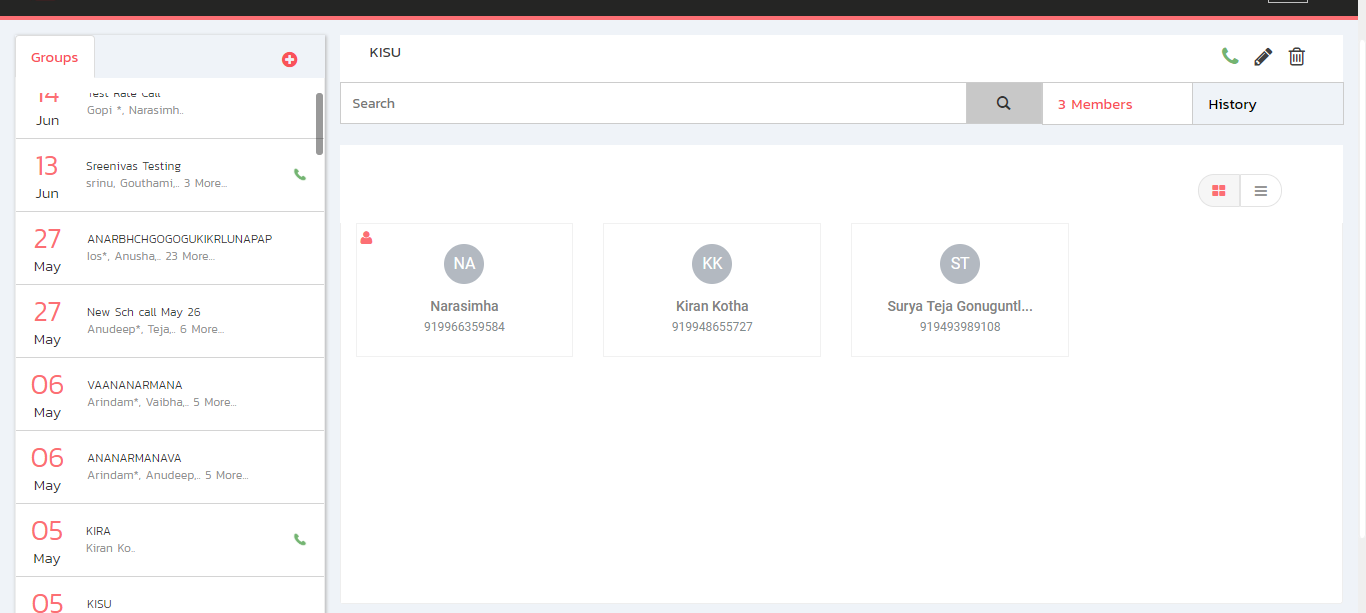 Groups
14
Jun
Test Rate Call
Gopi *, Narasimh..
13
Jun
Sreenivas Testing
srinu, Gouthami,.. 3 More...
27
May
ANARBHCHGOGOGUKIKRLUNAPAP
Ios*, Anusha,.. 23 More...
27
May
New Sch call May 26
Anudeep*, Teja,.. 6 More...
06
May
VAANANARMANA
Arindam*, Vaibha,.. 5 More...
06
May
ANANARMANAVA
Arindam*, Anudeep,.. 5 More...
05
May
KIRA
Kiran Ko..
05
KISU
KISU
Search
3 Members
History
NA
Narasimha
919966359584
KK
Kiran Kotha
919948655727
ST
Surya Teja Gonuguntl...
919493989108